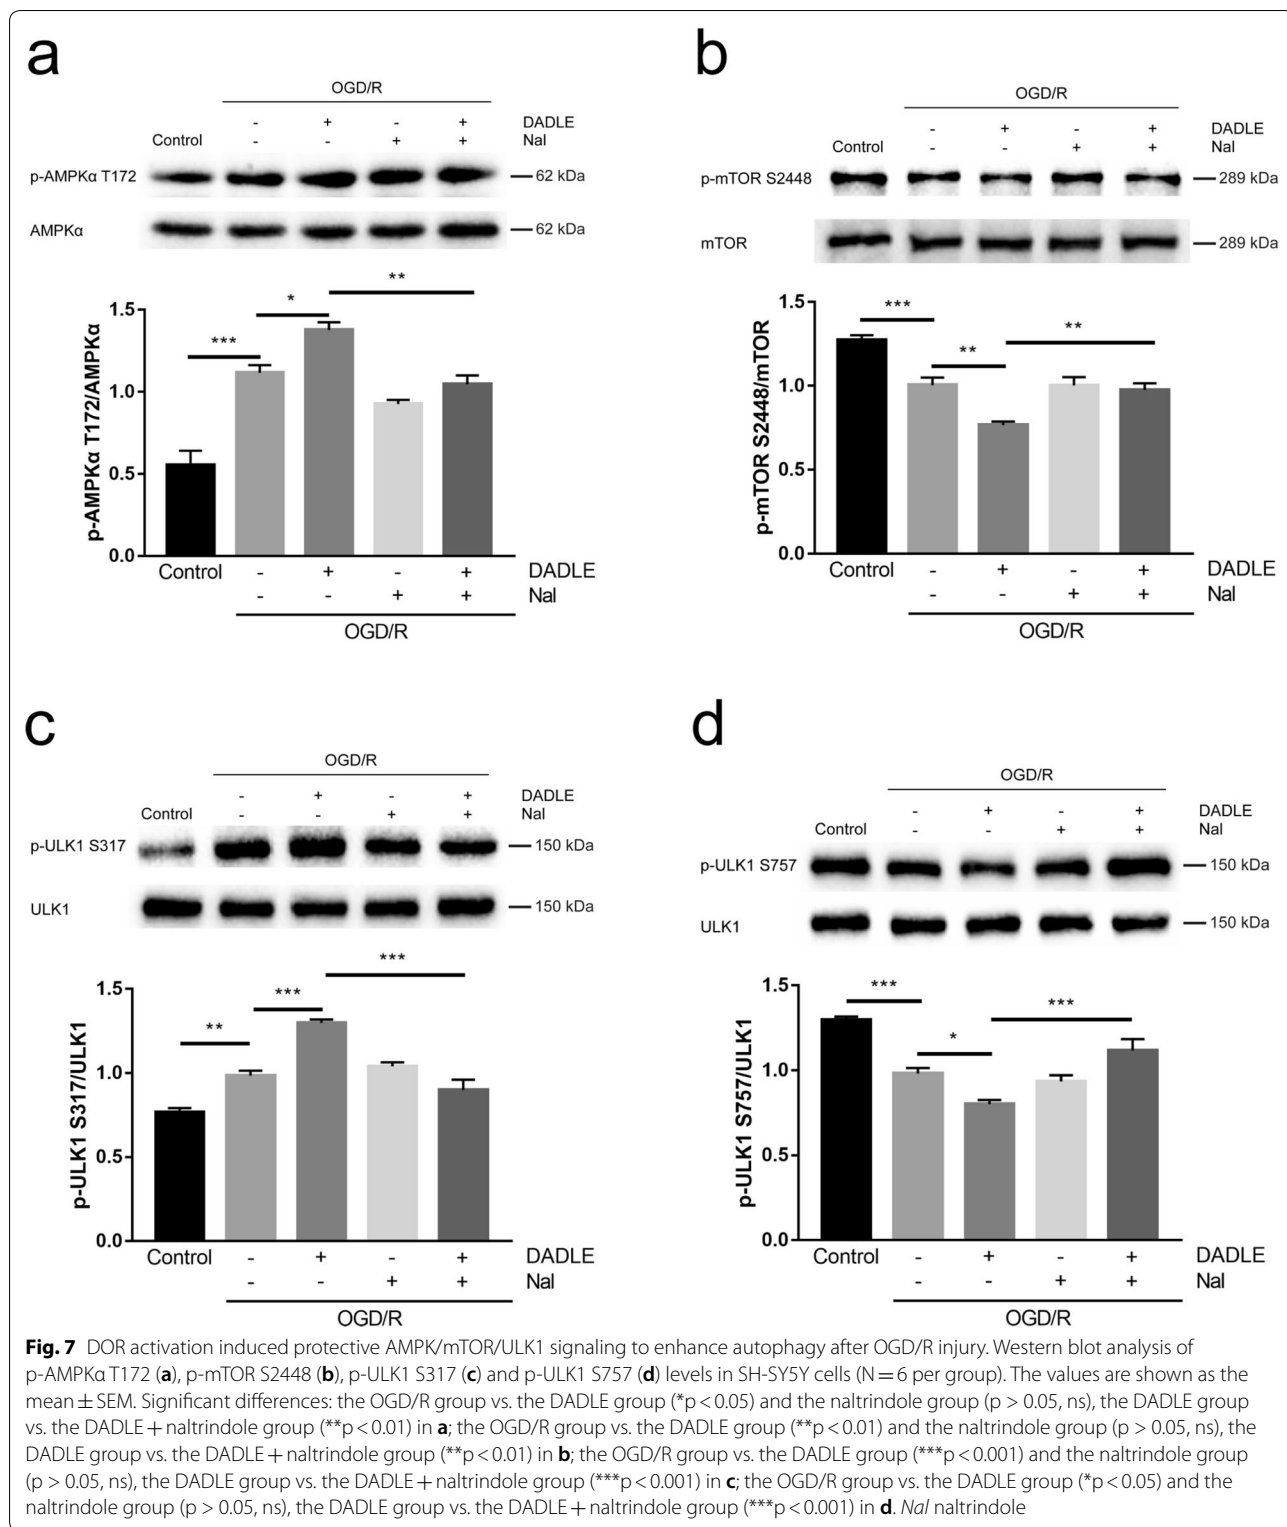 a
OGD/R
- + - + DADLE
Control - - + + Nal
p-AMPKα T172 62 kDa
AMPKα 62 kDa
**
*
***
1.5
1.0
0.5
0.0
p-AMPKα T172/AMPKα
Control - + - + DADLE
- - + + Nal
OGD/R
b
OGD/R
- + - + DADLE
Control - - + + Nal
p-mTOR S2448 289 kDa
mTOR 289 kDa
***
**
**
1.5
1.0
0.5
0.0
p-mTOR S2448/mTOR
Control - + - + DADLE
- - + + Nal
OGD/R
c
OGD/R
- + - + DADLE
Control - - + + Nal
p-ULK1 S317 150 kDa
ULK1 150 kDa
***
***
**
1.5
1.0
0.5
0.0
p-ULK1 S317/ULK1
Control - + - + DADLE
- - + + Nal
OGD/R
d
OGD/R
- + - + DADLE
Control - - + + Nal
p-ULK1 S757 150 kDa
ULK1 150 kDa
***
***
*
1.5
1.0
0.5
0.0
p-ULK1 S757/ULK1
Control - + - + DADLE
- - + + Nal
OGD/R
Fig. 7 DOR activation induced protective AMPK/mTOR/ULK1 signaling to enhance autophagy after OGD/R injury. Western blot analysis of
p-AMPKα T172 (a), p-mTOR S2448 (b), p-ULK1 S317 (c) and p-ULK1 S757 (d) levels in SH-SY5Y cells (N = 6 per group). The values are shown as the
mean ± SEM. Significant differences: the OGD/R group vs. the DADLE group (*p < 0.05) and the naltrindole group (p > 0.05, ns), the DADLE group
vs. the DADLE + naltrindole group (**p < 0.01) in a; the OGD/R group vs. the DADLE group (**p < 0.01) and the naltrindole group (p > 0.05, ns), the
DADLE group vs. the DADLE + naltrindole group (**p < 0.01) in b; the OGD/R group vs. the DADLE group (***p < 0.001) and the naltrindole group
(p > 0.05, ns), the DADLE group vs. the DADLE + naltrindole group (***p < 0.001) in c; the OGD/R group vs. the DADLE group (*p < 0.05) and the
naltrindole group (p > 0.05, ns), the DADLE group vs. the DADLE + naltrindole group (***p < 0.001) in d. Nal naltrindole